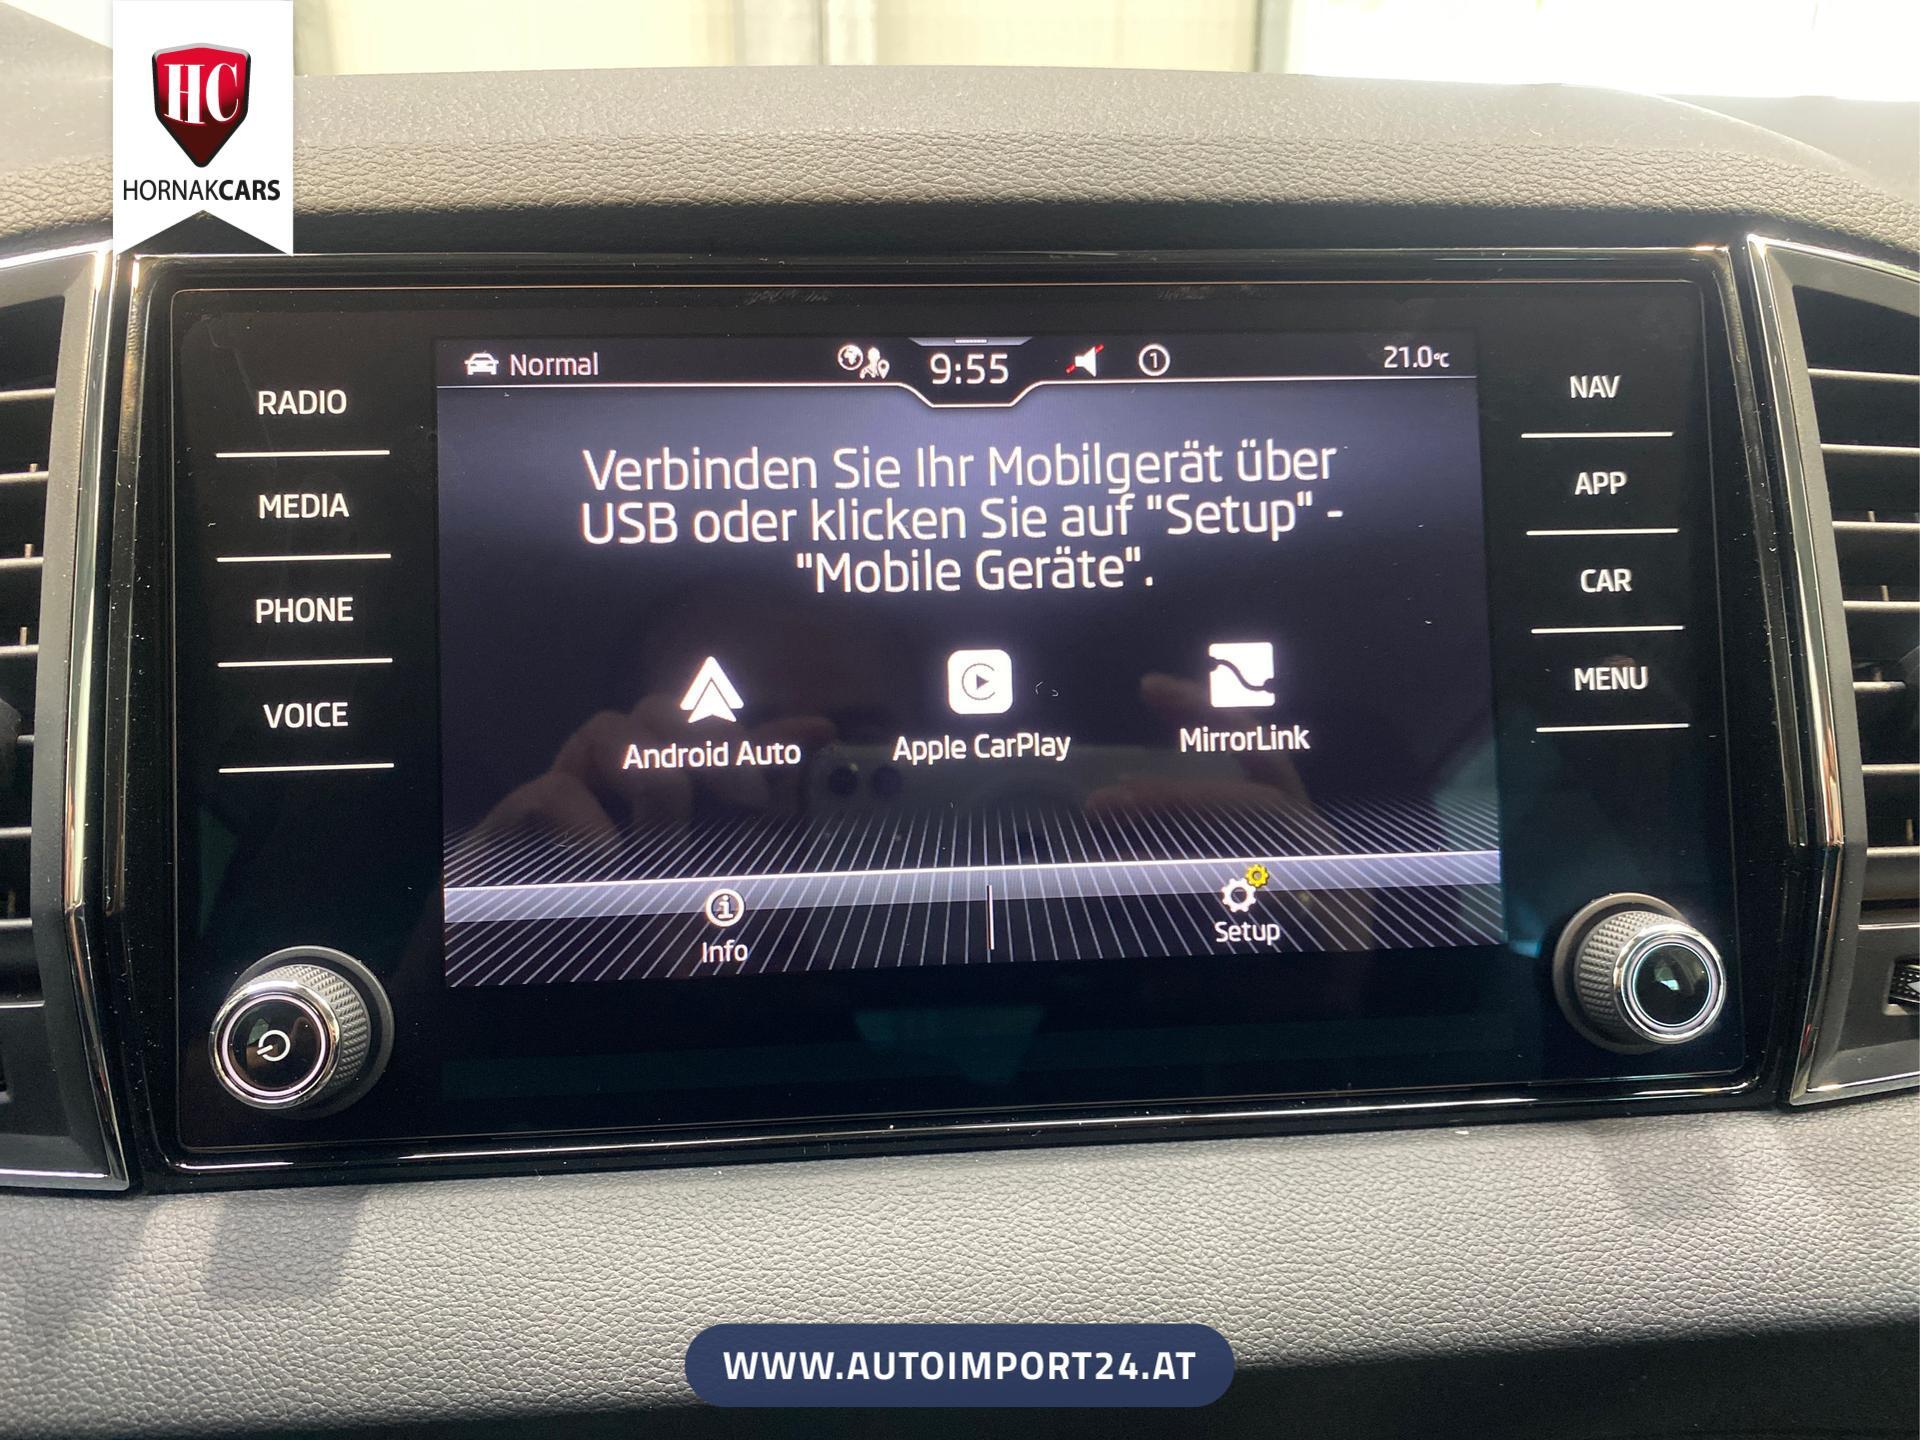 HC
HORNAKCARS
Normal
9:55
1
21.0°C
RADIO
MEDIA
PHONE
VOICE
Verbinden Sie Ihr Mobilgerät über
USB oder klicken Sie auf "Setup" -
"Mobile Geräte".
Android Auto
Apple CarPlay
MirrorLink
Info
Setup
NAV
APP
CAR
MENU
WWW.AUTOIMPORT24.AT